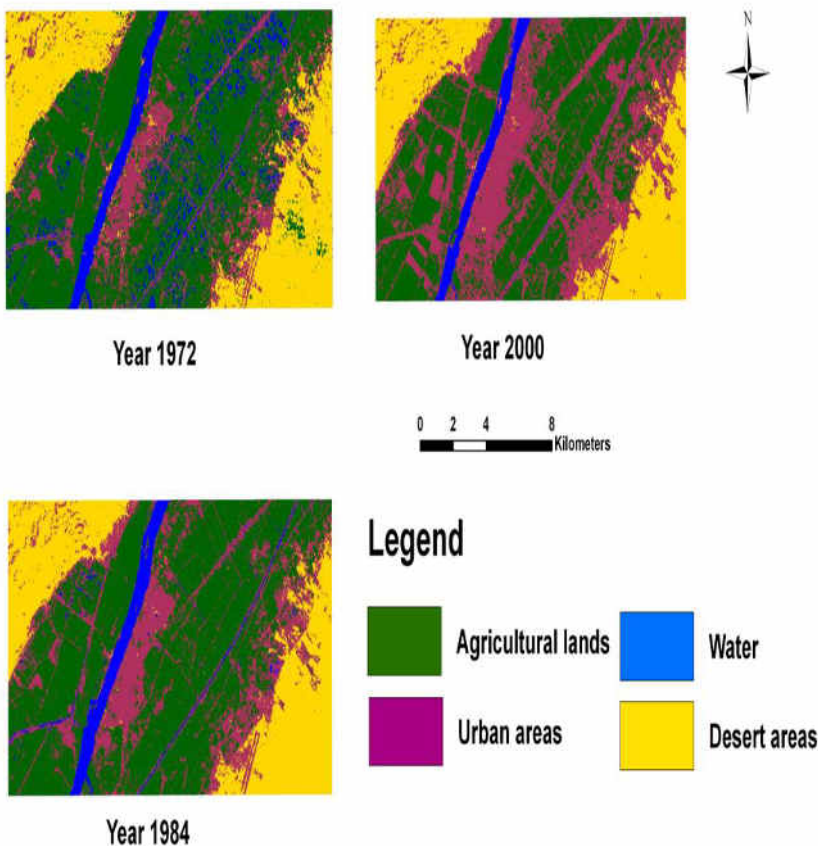 N
Year 1972
Year 2000
0 2 4 8
Kilometers
Legend
Agricultural lands
Water
Urban areas
Desert areas
Year 1984